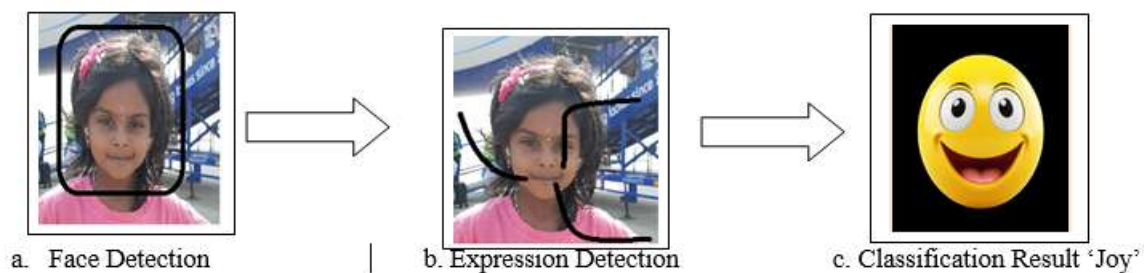 a. Face Detection
b. Expression Detection
c. Classification Result ‘Joy’